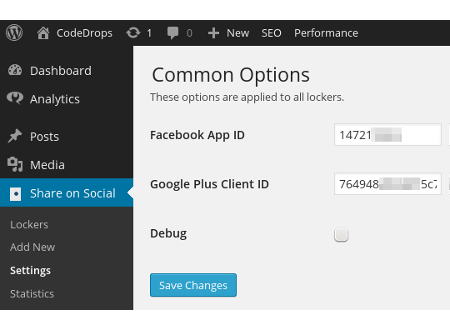 CodeDrops 1 0 New SEO Performance
Dashboard
Analytics
Posts
Media
Share on Social
Lockers
Add New
Settings
Statistics
Common Options
These options are applied to all lockers.
Facebook App ID 14721
Google Plus Client ID 764948 5c7
Debug
Save Changes